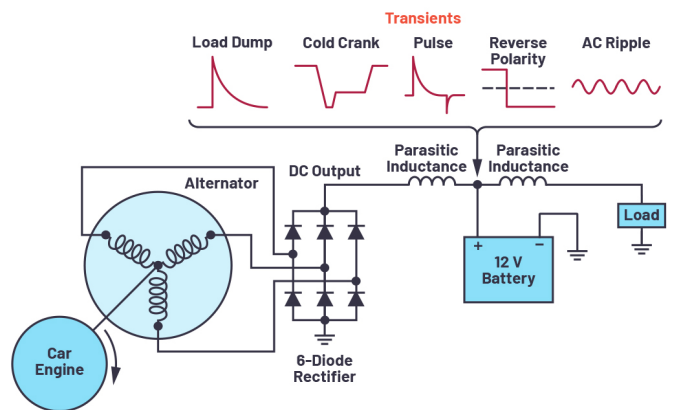 Transients
Load Dump
Cold Crank
Pulse
Reverse
Polarity
AC Ripple
Parasitic
Inductance
Parasitic
Inductance
DC Output
Alternator
Load
+ −
12 V
Battery
Car
Engine
6-Diode
Rectifier